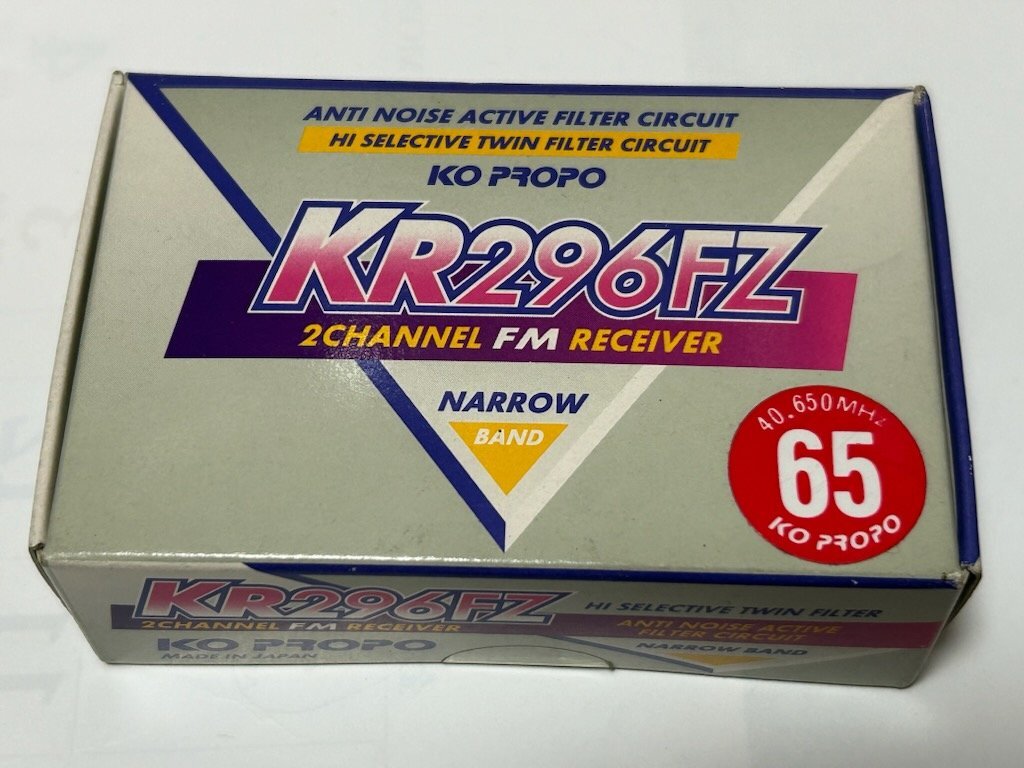 ANTI NOISE ACTIVE FILTER CIRCUIT
HI SELECTIVE TWIN FILTER CIRCUIT
KO PROPO
KR296FZ
2CHANNEL FM RECEIVER
NARROW
BAND
40.650MHz
65
KO PROPO
KR296FZ
2CHANNEL FM RECEIVER
KO PROPO
MADE IN JAPAN
HI SELECTIVE TWIN FILTER
ANTI NOISE ACTIVE
FILTER CIRCUIT
NARROW BAND